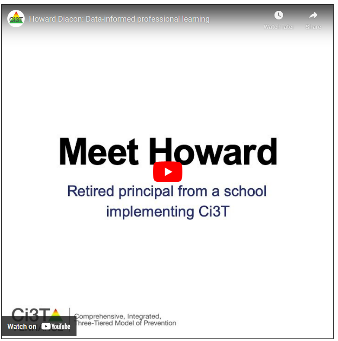 Howard Diacon: Data-informed professional learning
Meet Howard
Retired principal from a school
implementing Ci3T
Ci3T
Comprehensive, Integrated,
Three-Tiered Model of Prevention
Watch on YouTube